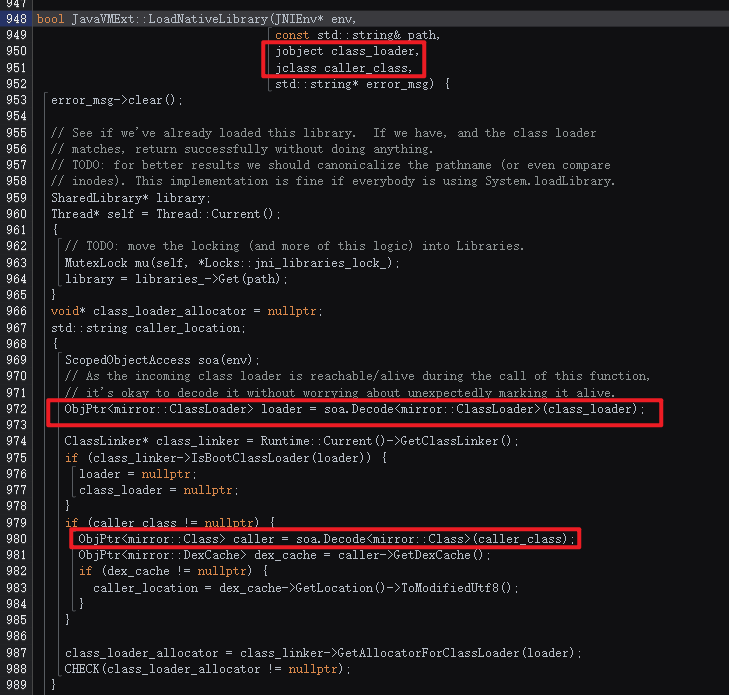 947
948 bool JavaVMExt::LoadNativeLibrary(JNIEnv* env,
949 const std::string& path,
950 jobject class_loader,
951 jclass caller_class,
952 std::string* error_msg) {
953 error_msg->clear();
954
955 // See if we've already loaded this library.  If we have, and the class loader
956 // matches, return successfully without doing anything.
957 // TODO: for better results we should canonicalize the pathname (or even compare
958 // inodes). This implementation is fine if everybody is using System.loadLibrary.
959 SharedLibrary* library;
960 Thread* self = Thread::Current();
961 {
962 // TODO: move the locking (and more of this logic) into Libraries.
963 MutexLock mu(self, *Locks::jni_libraries_lock_);
964 library = libraries_->Get(path);
965 }
966 void* class_loader_allocator = nullptr;
967 std::string caller_location;
968 {
969 ScopedObjectAccess soa(env);
970 // As the incoming class loader is reachable/alive during the call of this function,
971 // it's okay to decode it without worrying about unexpectedly marking it alive.
972 ObjPtr<mirror::ClassLoader> loader = soa.Decode<mirror::ClassLoader>(class_loader);
973
974 ClassLinker* class_linker = Runtime::Current()->GetClassLinker();
975 if (class_linker->IsBootClassLoader(loader)) {
976 loader = nullptr;
977 class_loader = nullptr;
978 }
979 if (caller_class != nullptr) {
980 ObjPtr<mirror::Class> caller = soa.Decode<mirror::Class>(caller_class);
981 ObjPtr<mirror::DexCache> dex_cache = caller->GetDexCache();
982 if (dex_cache != nullptr) {
983 caller_location = dex_cache->GetLocation()->ToModifiedUtf8();
984 }
985 }
986
987 class_loader_allocator = class_linker->GetAllocatorForClassLoader(loader);
988 CHECK(class_loader_allocator != nullptr);
989 }